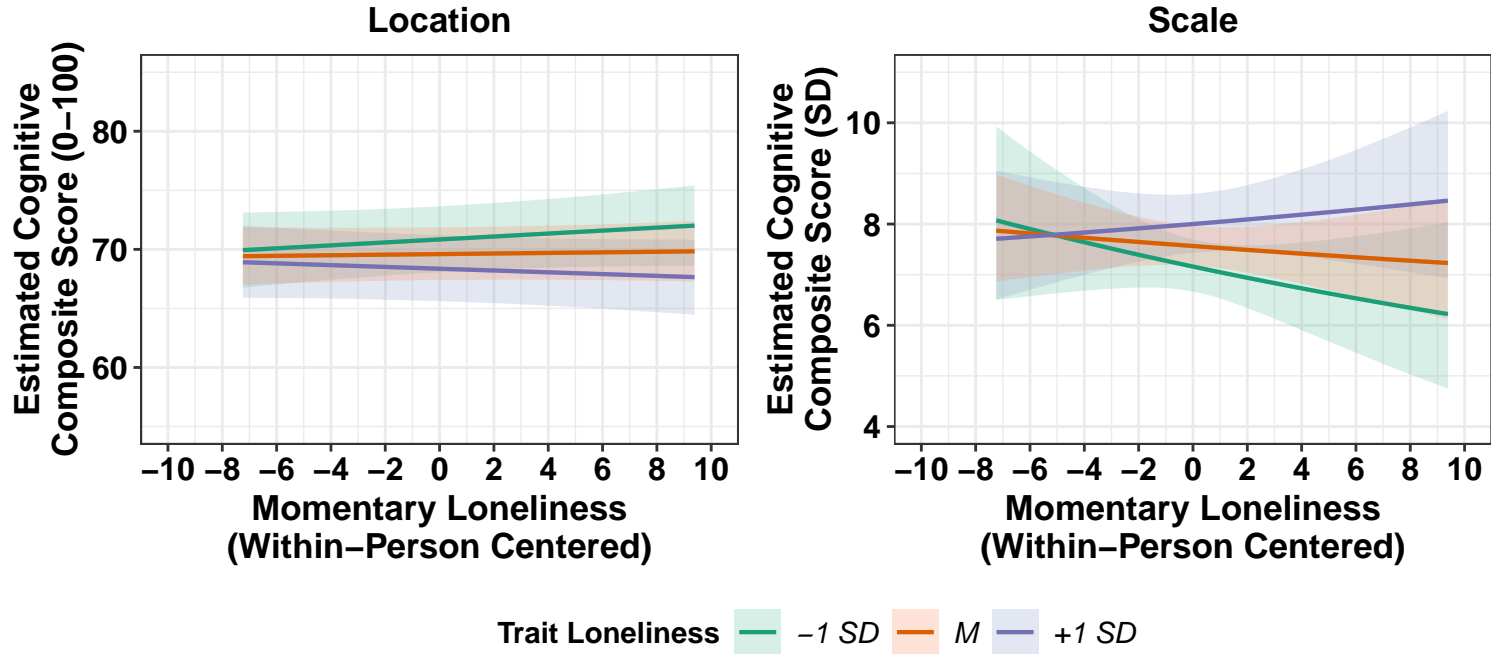 Location
Estimated Cognitive
Composite Score (0−100)
80
70
60
−10 −8 −6 −4 −2 0 2 4 6 8 10
Momentary Loneliness
(Within−Person Centered)
Scale
Estimated Cognitive
Composite Score (SD)
10
8
6
4
−10 −8 −6 −4 −2 0 2 4 6 8 10
Momentary Loneliness
(Within−Person Centered)
Trait Loneliness −1 SD M +1 SD